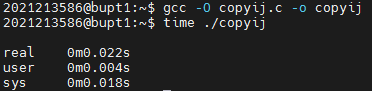 2021213586@bupt1:~$ gcc -O copyij.c -o copyij
2021213586@bupt1:~$ time ./copyij
real 0m0.022s
user 0m0.004s
sys 0m0.018s